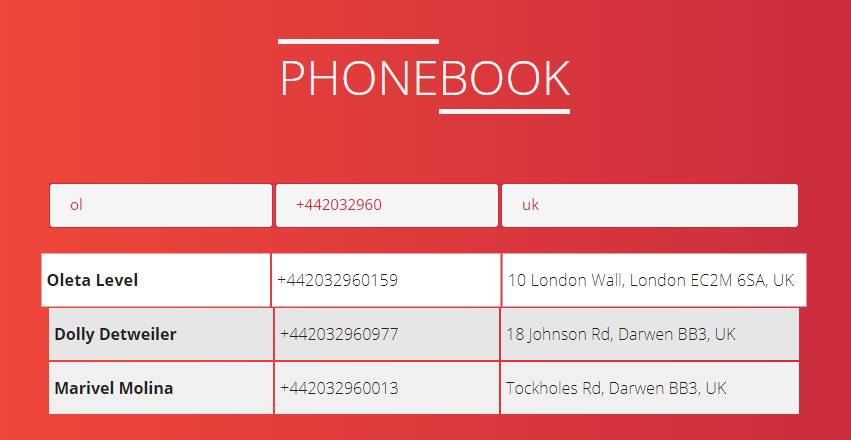 PHONEBOOK
ol +442032960 uk
Oleta Level +442032960159 10 London Wall, London EC2M 6SA, UK
Dolly Detweiler +442032960977 18 Johnson Rd, Darwen BB3, UK
Marivel Molina +442032960013 Tockholes Rd, Darwen BB3, UK